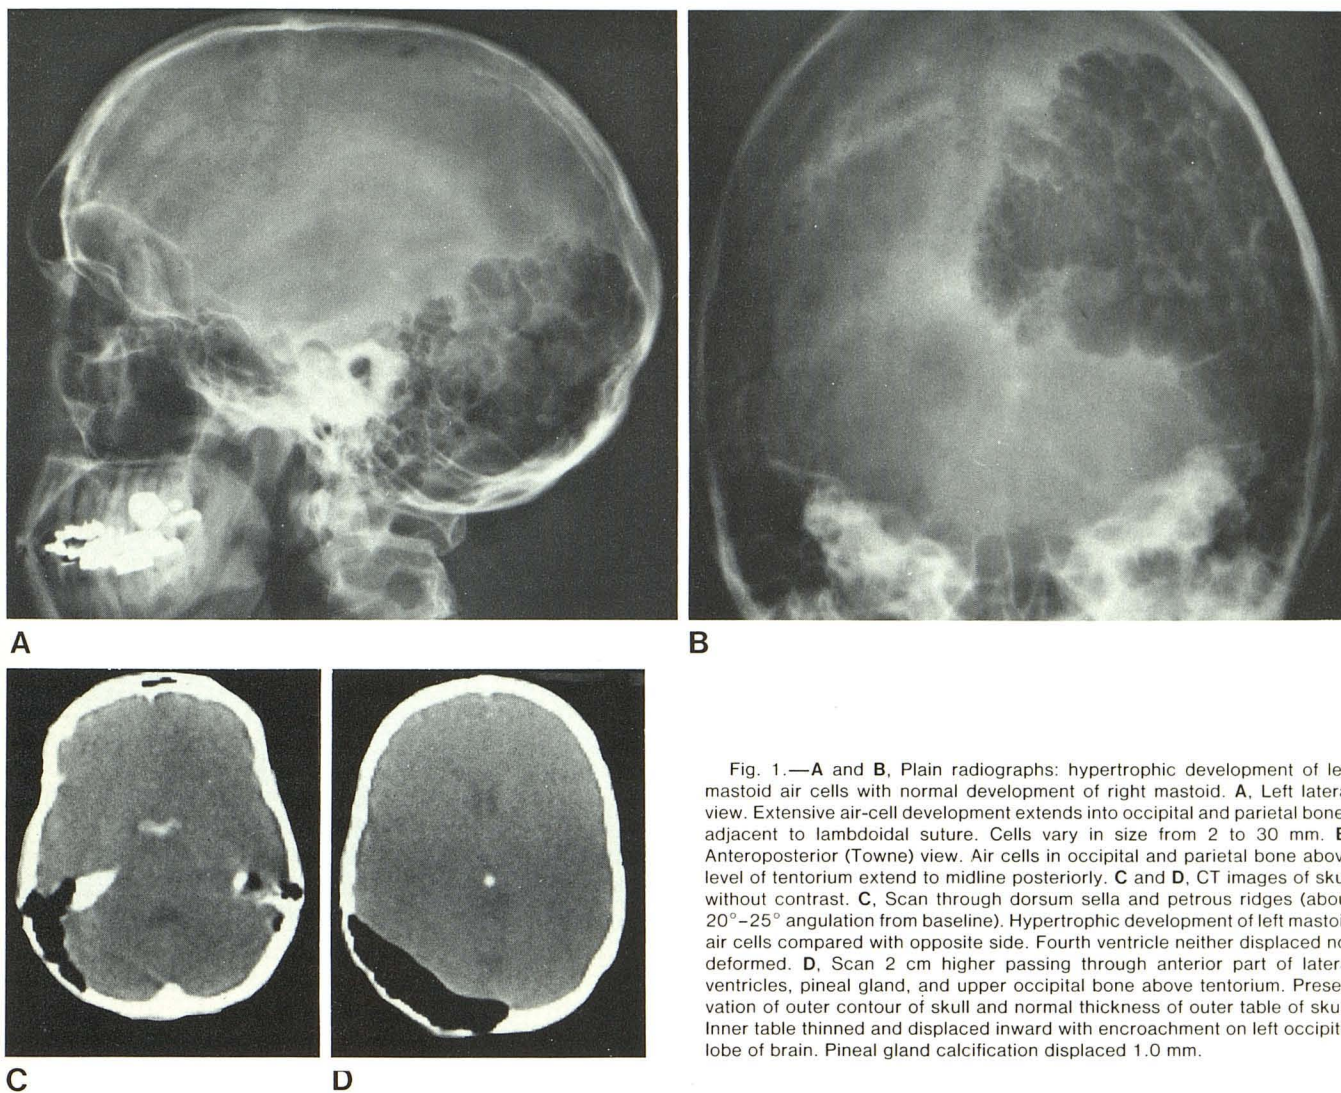 A
B
Fig. 1.—A and B, Plain radiographs: hypertrophic development of le
mastoid air cells with normal development of right mastoid. A, Left latera
view. Extensive air-cell development extends into occipital and parietal bone
adjacent to lambdoidal suture. Cells vary in size from 2 to 30 mm. B
Anteroposterior (Towne) view. Air cells in occipital and parietal bone abov
level of tentorium extend to midline posteriorly. C and D, CT images of sku
without contrast. C, Scan through dorsum sella and petrous ridges (abou
20°–25° angulation from baseline). Hypertrophic development of left mastoi
air cells compared with opposite side. Fourth ventricle neither displaced no
deformed. D, Scan 2 cm higher passing through anterior part of latera
ventricles, pineal gland, and upper occipital bone above tentorium. Preser
vation of outer contour of skull and normal thickness of outer table of sku
Inner table thinned and displaced inward with encroachment on left occipit
lobe of brain. Pineal gland calcification displaced 1.0 mm.
C
D